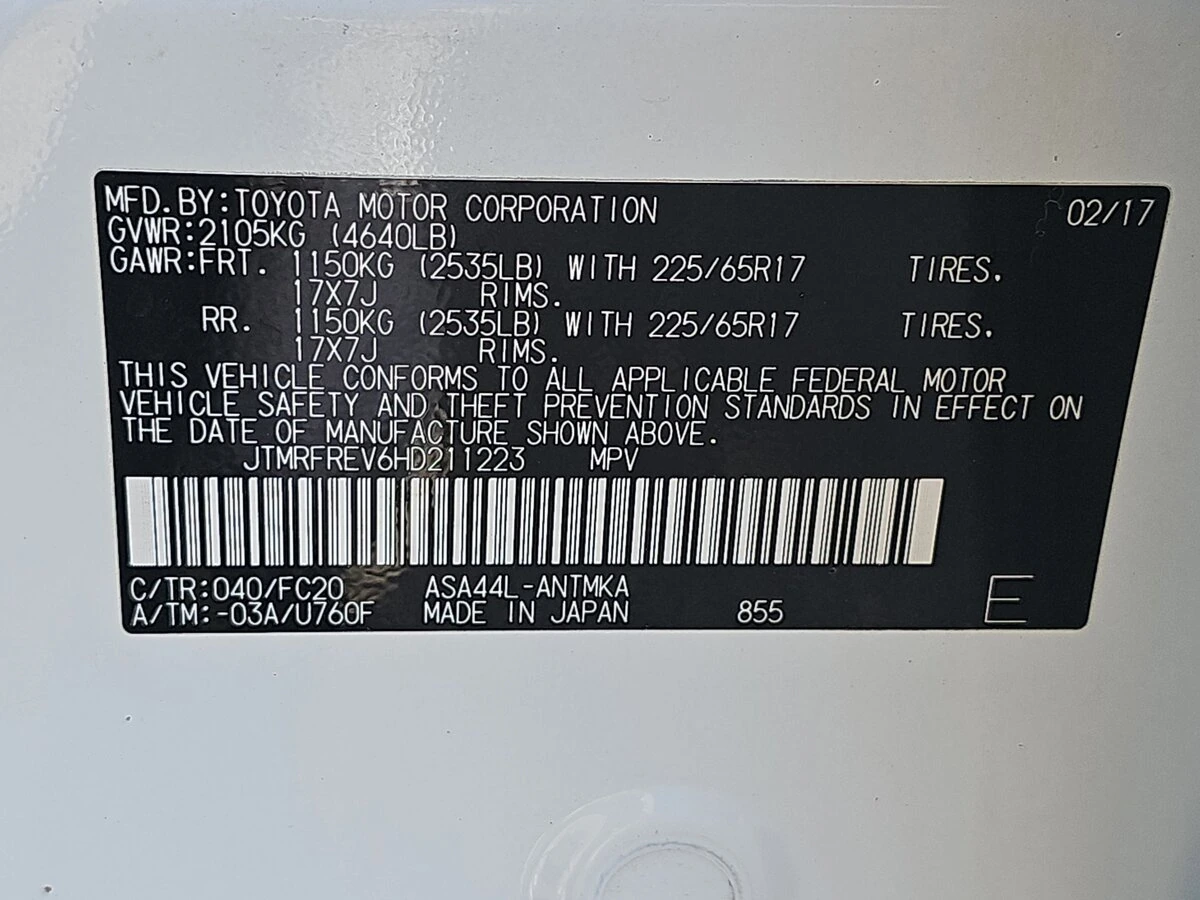 MFD.BY:TOYOTA MOTOR CORPORATION 02/17
GVWR:2105KG (4640LB)
GAWR:FRT. 1150KG (2535LB) WITH 225/65R17 TIRES.
17X7J RIMS.
RR. 1150KG (2535LB) WITH 225/65R17 TIRES.
17X7J RIMS.
THIS VEHICLE CONFORMS TO ALL APPLICABLE FEDERAL MOTOR
VEHICLE SAFETY AND THEFT PREVENTION STANDARDS IN EFFECT ON
THE DATE OF MANUFACTURE SHOWN ABOVE.
JTMRFREV6HD211223 MPV
C/TR:040/FC20 ASA44L-ANTMKA
A/TM:-03A/U760F MADE IN JAPAN 855 E